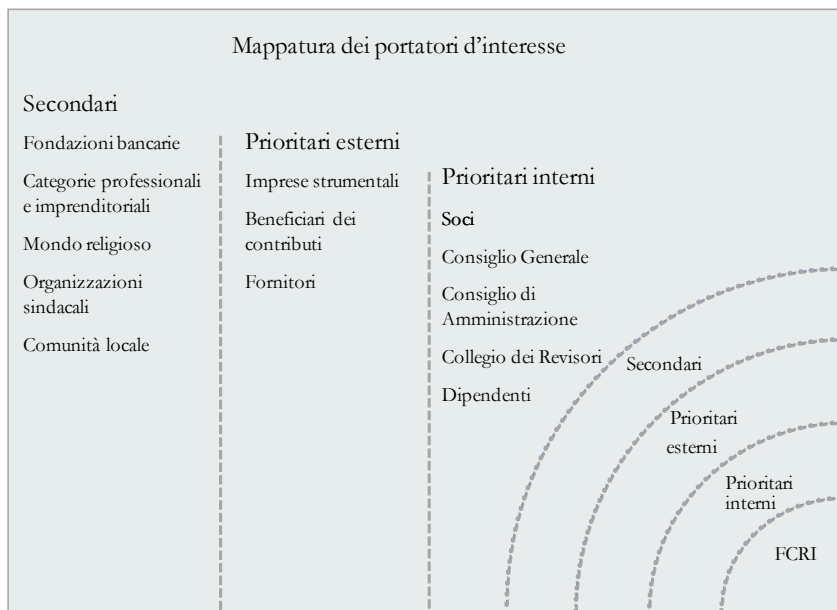 Mappatura dei portatori d'interesse
Secondari
Fondazioni bancarie
Categorie professionali
e imprenditoriali
Mondo religioso
Organizzazioni
sindacali
Comunità locale
Prioritari esterni
Imprese strumentali
Beneficiari dei
contributi
Fornitori
Prioritari interni
Soci
Consiglio Generale
Consiglio di
Amministrazione
Collegio dei Revisori
Dipendenti
Secondari
Prioritari
esterni
Prioritari
interni
FCRI